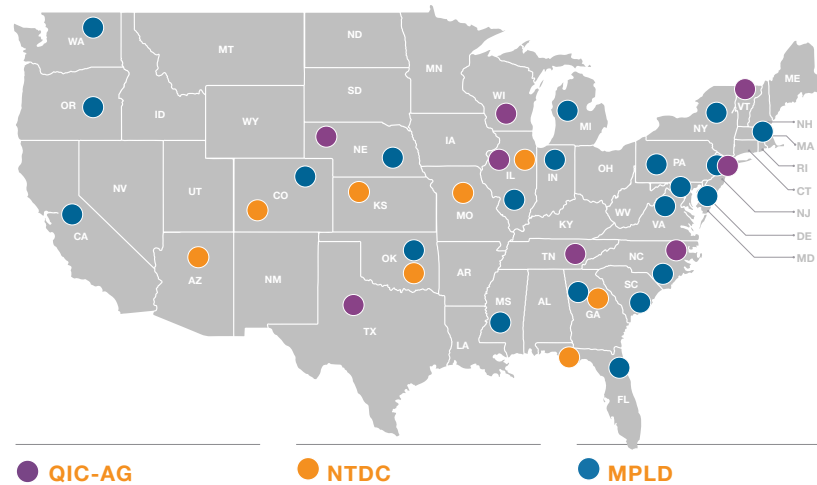 WA
MT
ND
MN
ME
OR
ID
SD
WI
MI
VT
NY
NH
MA
RI
CT
NJ
DE
MD
WY
NE
IA
IL
IN
OH
PA
NV
UT
CO
KS
MO
KY
WV
VA
CA
AZ
NM
OK
AR
TN
NC
SC
TX
LA
MS
AL
GA
FL
QIC-AG
NTDC
MPLD